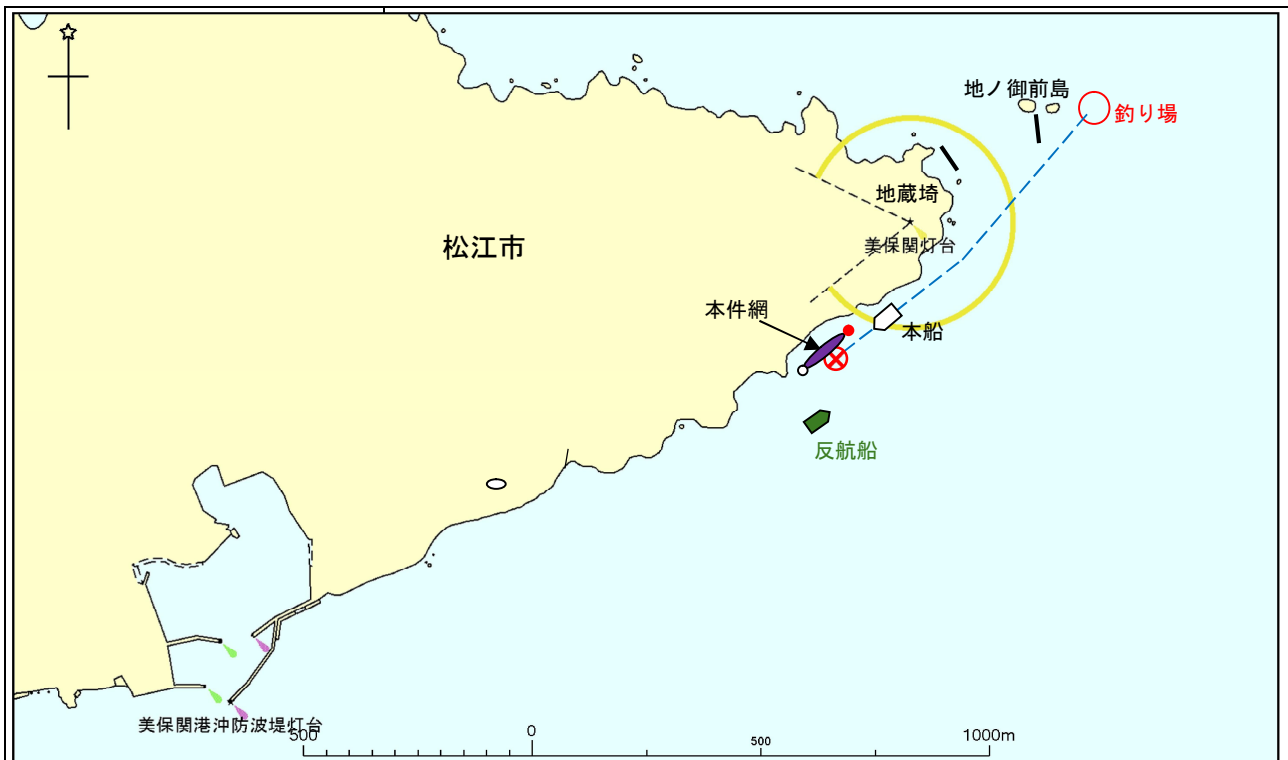 地ノ御前島
釣り場
地蔵埼
美保関灯台
松江市
本件網
本船
反航船
美保関港沖防波堤灯台
500
0
500
1000m